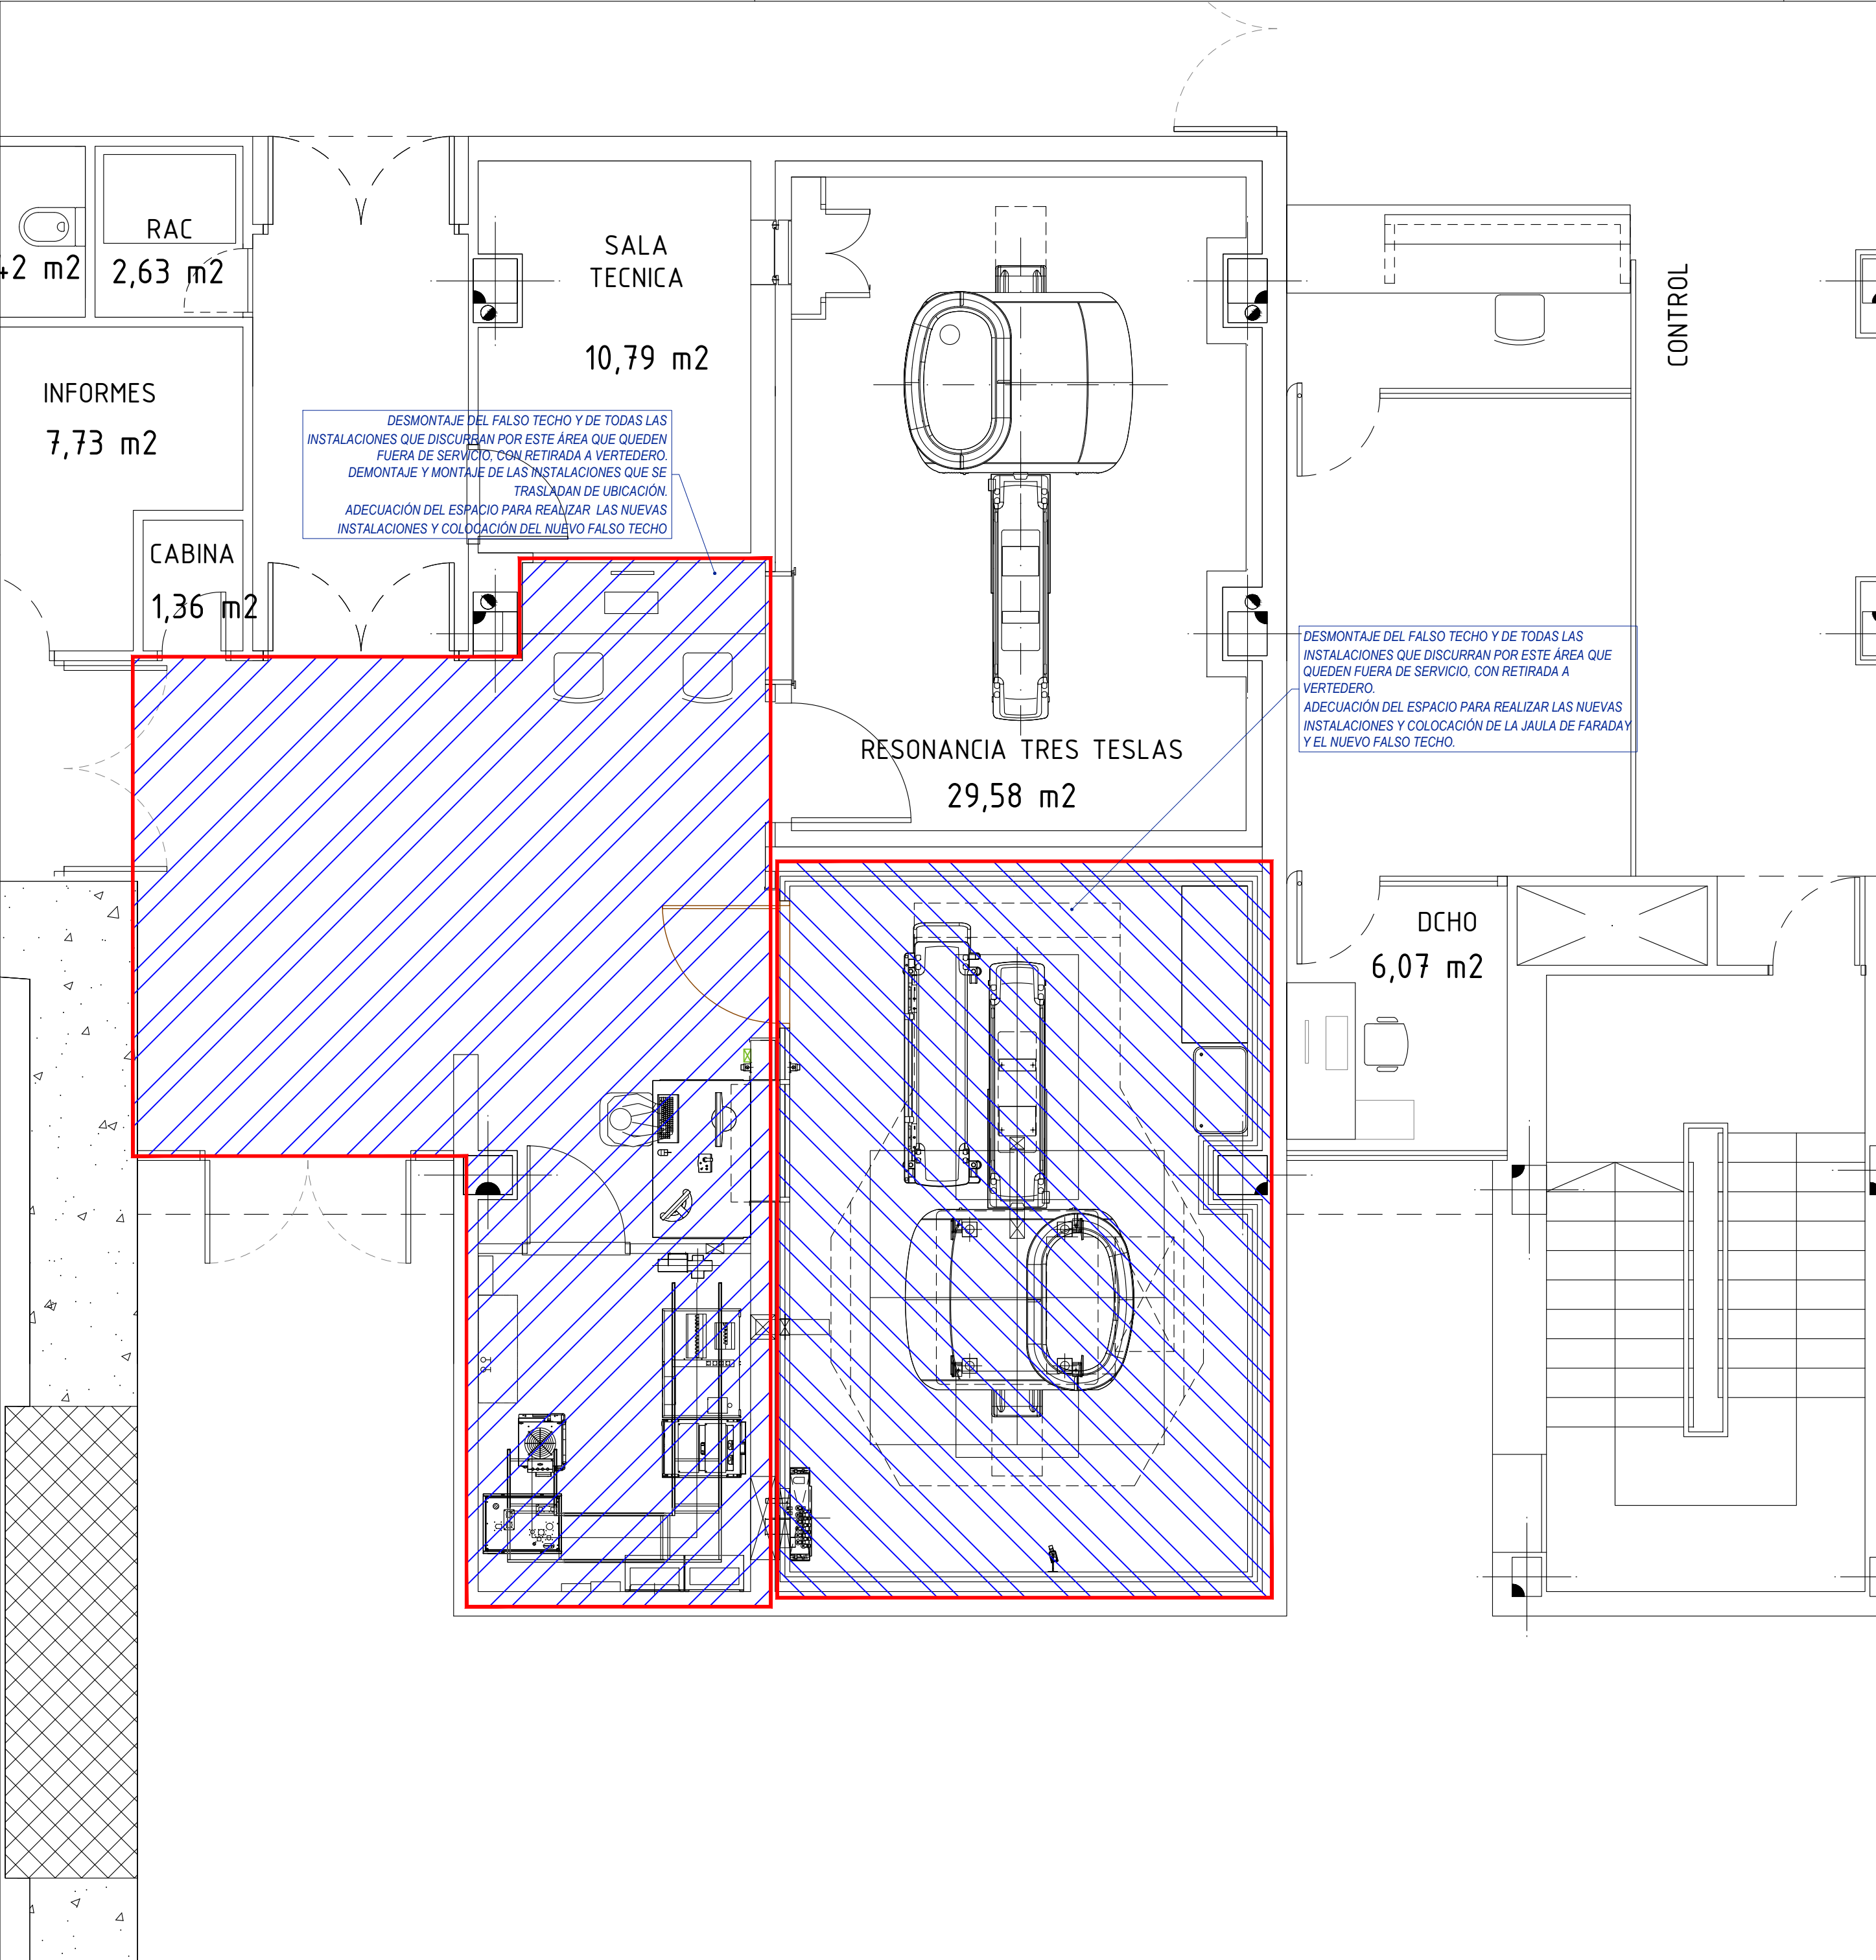 RAC
2,63 m2
42 m2
SALA
TECNICA
10,79 m2
CONTROL
INFORMES
7,73 m2
DESMONTAJE DEL FALSO TECHO Y DE TODAS LAS
INSTALACIONES QUE DISCURRAN POR ESTE ÁREA QUE QUEDEN
FUERA DE SERVICIO, CON RETIRADA A VERTEDERO.
DEMONTAJE Y MONTAJE DE LAS INSTALACIONES QUE SE
TRASLADAN DE UBICACIÓN.
ADECUACIÓN DEL ESPACIO PARA REALIZAR LAS NUEVAS
INSTALACIONES Y COLOCACIÓN DEL NUEVO FALSO TECHO
CABINA
1,36 m2
DESMONTAJE DEL FALSO TECHO Y DE TODAS LAS
INSTALACIONES QUE DISCURRAN POR ESTE ÁREA QUE
QUEDEN FUERA DE SERVICIO, CON RETIRADA A
VERTEDERO.
ADECUACIÓN DEL ESPACIO PARA REALIZAR LAS NUEVAS
INSTALACIONES Y COLOCACIÓN DE LA JAULA DE FARADAY
Y EL NUEVO FALSO TECHO.
RESONANCIA TRES TESLAS
29,58 m2
DCHO
6,07 m2